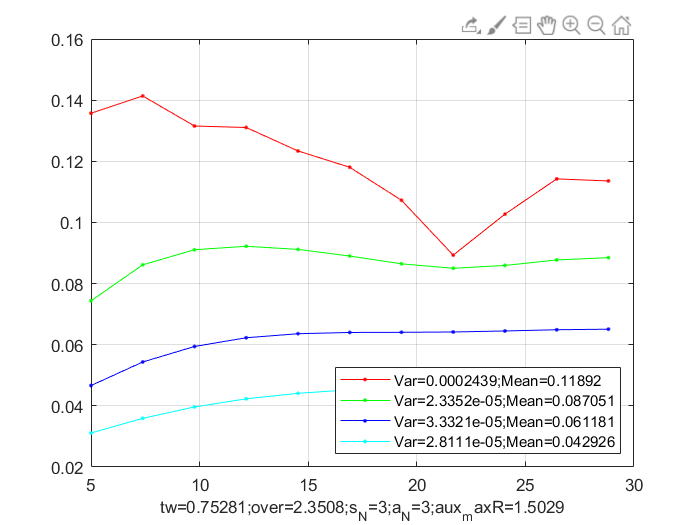 0.16
0.14
0.12
0.1
0.08
0.06
0.04
0.02
Var=0.0002439;Mean=0.11892
Var=2.3352e-05;Mean=0.087051
Var=3.3321e-05;Mean=0.061181
Var=2.8111e-05;Mean=0.042926
5 10 15 20 25 30
tw=0.75281;over=2.3508;s_N=3;a_N=3;aux_maxR=1.5029